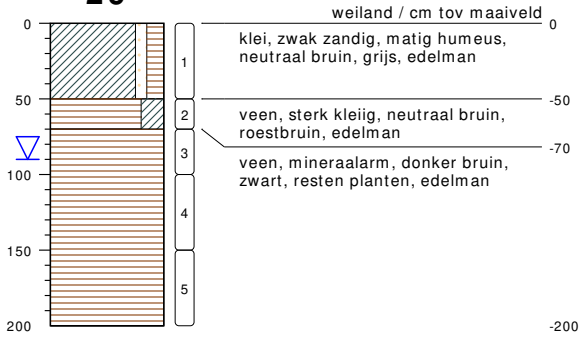 weiland / cm tov maaiveld
0
0
klei, zwak zandig, matig humeus,
neutraal bruin, grijs, edelman
1
50
-50
2
veen, sterk kleiig, neutraal bruin,
roestbruin, edelman
-70
3
veen, mineraalarm, donker bruin,
zwart, resten planten, edelman
100
4
150
5
200
-200